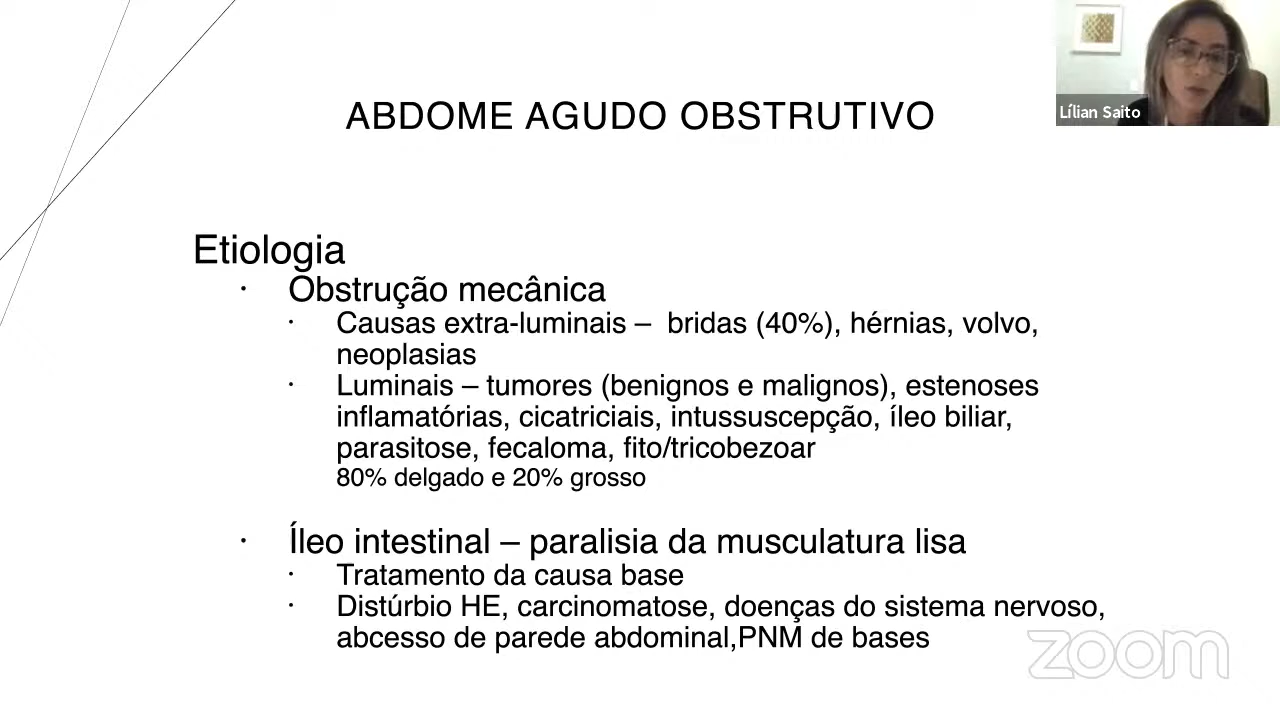 ABDOME AGUDO OBSTRUTIVO
Lílian Saito
Etiologia
· Obstrução mecânica
· Causas extra-luminais – bridas (40%), hérnias, volvo,
neoplasias
· Luminais – tumores (benignos e malignos), estenoses
inflamatórias, cicatriciais, intussuscepção, íleo biliar,
parasitose, fecaloma, fito/tricobezoar
80% delgado e 20% grosso
· Íleo intestinal – paralisia da musculatura lisa
· Tratamento da causa base
· Distúrbio HE, carcinomatose, doenças do sistema nervoso,
abcesso de parede abdominal,PNM de bases
zoom